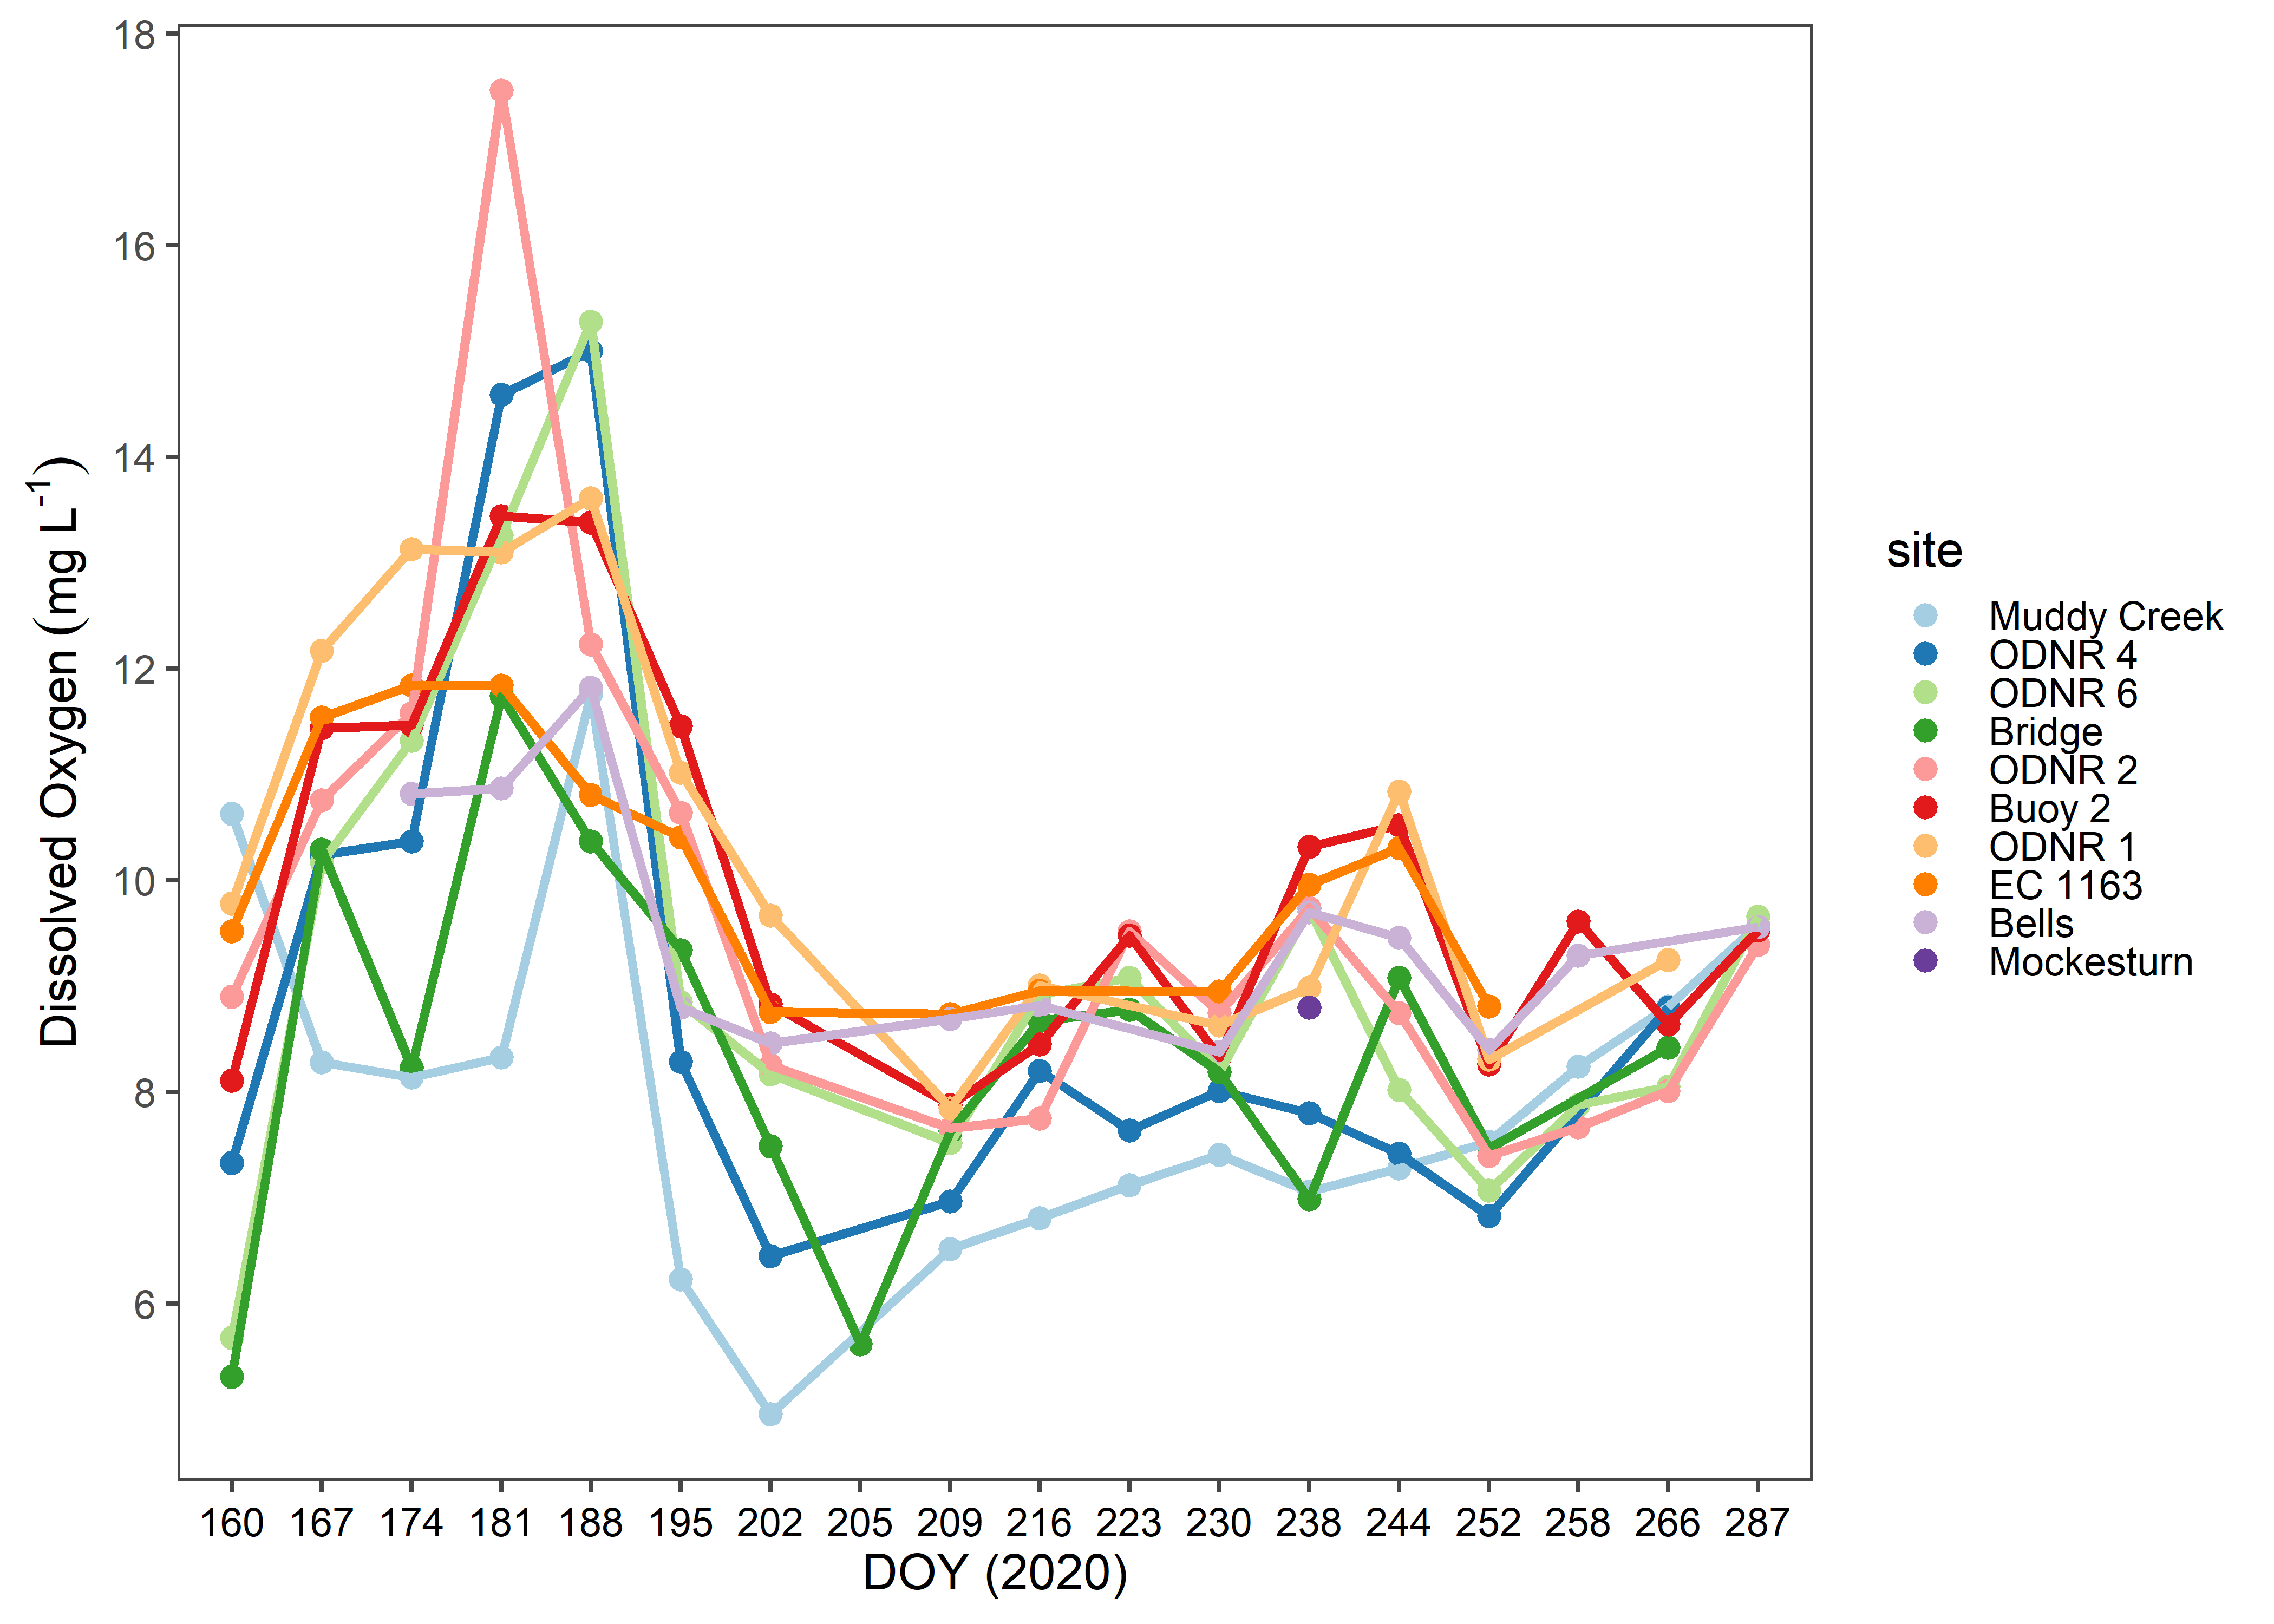 18
16
14
12
10
8
6
Dissolved Oxygen (mg L⁻¹)
160 167 174 181 188 195 202 205 209 216 223 230 238 244 252 258 266 287
DOY (2020)
site
Muddy Creek
ODNR 4
ODNR 6
Bridge
ODNR 2
Buoy 2
ODNR 1
EC 1163
Bells
Mockesturn